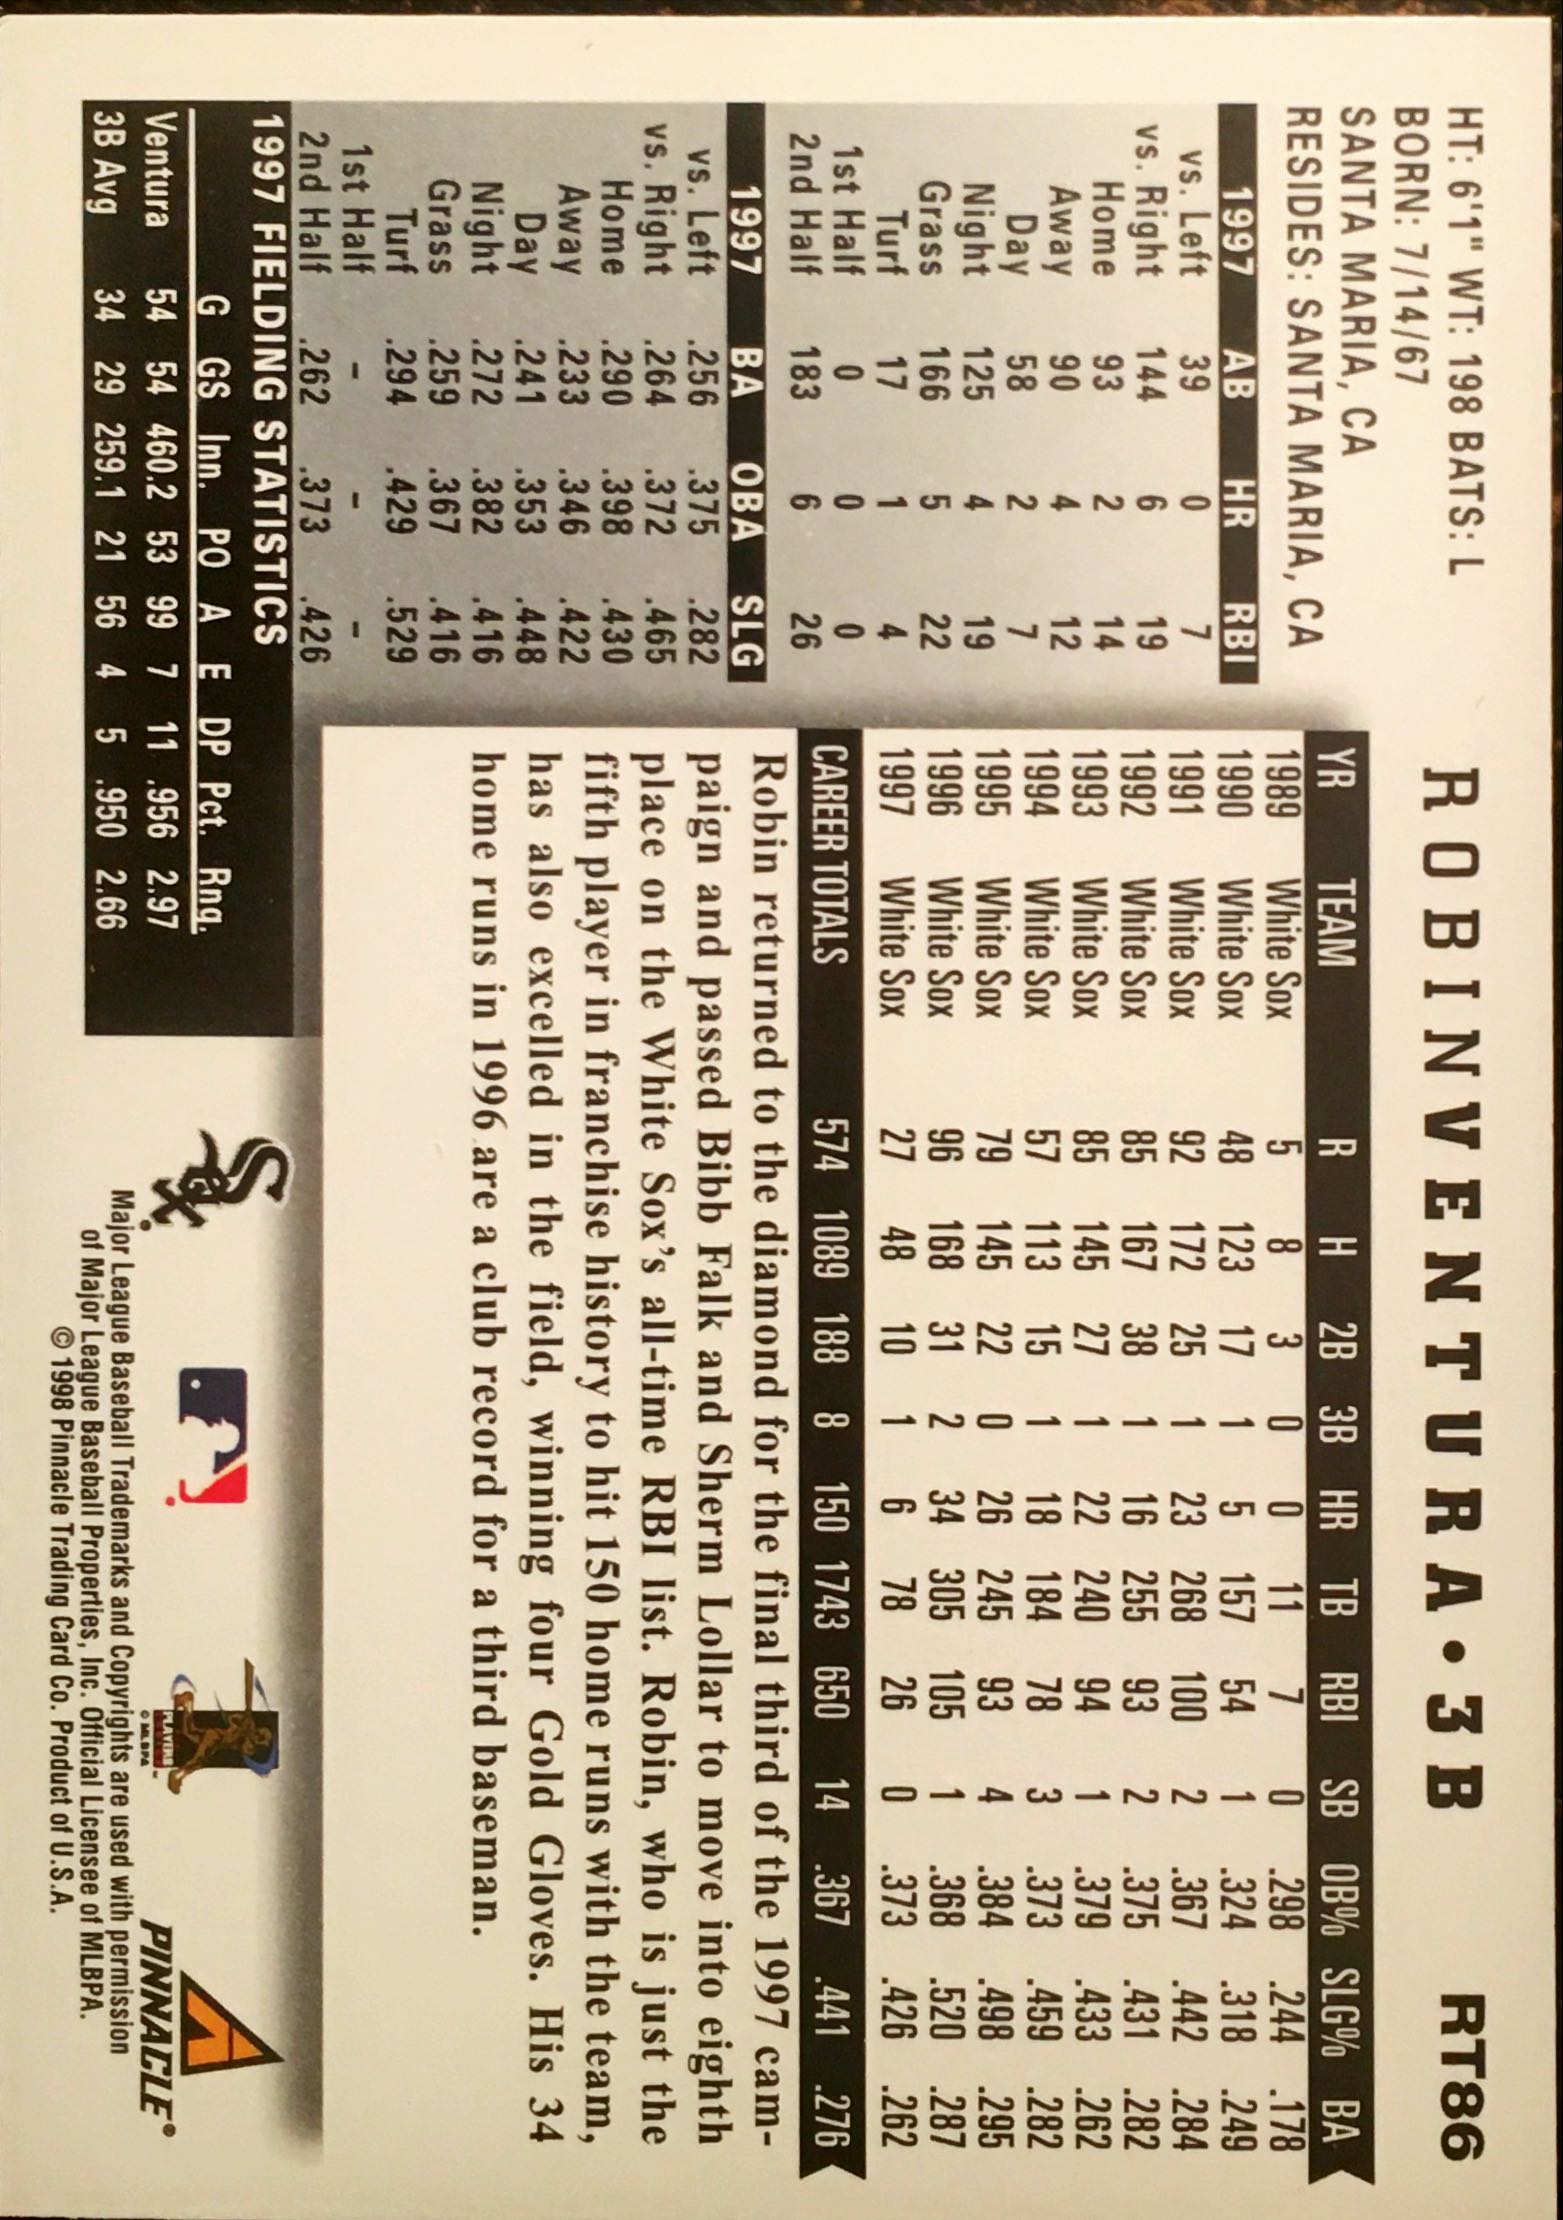 ROBIN VENTURA • 3B RT86
HT: 6'1" WT: 198 BATS: L
BORN: 7/14/67
SANTA MARIA, CA
RESIDES: SANTA MARIA, CA
1997 AB HR RBI
vs. Left 39 0 7
vs. Right 144 6 19
Home 93 2 14
Away 90 4 12
Day 58 2 7
Night 125 4 19
Grass 166 5 22
Turf 17 1 4
1st Half 0 0 0
2nd Half 183 6 26
1997 BA OBA SLG
vs. Left .256 .375 .282
vs. Right .264 .372 .465
Home .290 .398 .430
Away .233 .346 .422
Day .241 .353 .448
Night .272 .382 .416
Grass .259 .367 .416
Turf .294 .429 .529
1st Half - - -
2nd Half .262 .373 .426
YR TEAM R H 2B 3B HR TB RBI SB OB% SLG% BA
1989 White Sox 5 8 3 0 0 11 7 0 .298 .244 .178
1990 White Sox 48 123 17 1 5 157 54 1 .324 .318 .249
1991 White Sox 92 172 25 1 23 268 100 2 .367 .442 .284
1992 White Sox 85 167 38 1 16 255 93 2 .375 .431 .282
1993 White Sox 85 145 27 1 22 240 94 1 .379 .433 .262
1994 White Sox 57 113 15 1 18 184 78 3 .373 .459 .282
1995 White Sox 79 145 22 0 26 245 93 4 .384 .498 .295
1996 White Sox 96 168 31 2 34 305 105 1 .368 .520 .287
1997 White Sox 27 48 10 1 6 78 26 0 .373 .426 .262
CAREER TOTALS 574 1089 188 8 150 1743 650 14 .367 .441 .276
Robin returned to the diamond for the final third of the 1997 cam-
paign and passed Bibb Falk and Sherm Lollar to move into eighth
place on the White Sox's all-time RBI list. Robin, who is just the
fifth player in franchise history to hit 150 home runs with the team,
has also excelled in the field, winning four Gold Gloves. His 34
home runs in 1996 are a club record for a third baseman.
1997 FIELDING STATISTICS
G GS Inn. PO A E DP Pct. Rng.
Ventura 54 54 460.2 53 99 7 11 .956 2.97
3B Avg 34 29 259.1 21 56 4 5 .950 2.66
Sox
© MLBPA
PINNACLE®
Major League Baseball Trademarks and Copyrights are used with permission
of Major League Baseball Properties, Inc. Official Licensee of MLBPA.
© 1998 Pinnacle Trading Card Co. Product of U.S.A.